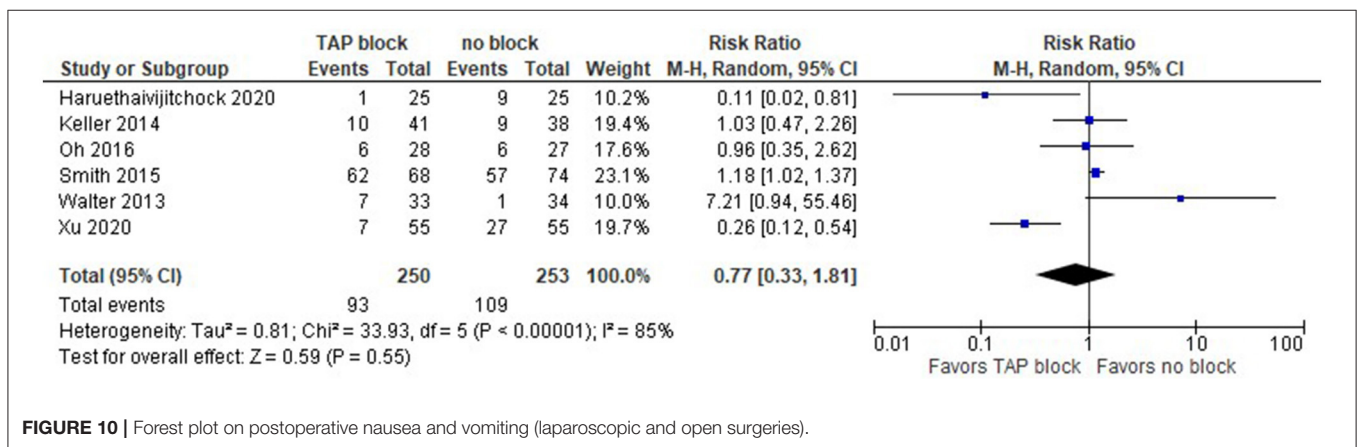 TAP block no block Risk Ratio Risk Ratio
Study or Subgroup Events Total Events Total Weight M-H, Random, 95% CI M-H, Random, 95% CI
Haruethaivijitchock 2020 1 25 9 25 10.2% 0.11 [0.02, 0.81]
Keller 2014 10 41 9 38 19.4% 1.03 [0.47, 2.26]
Oh 2016 6 28 6 27 17.6% 0.96 [0.35, 2.62]
Smith 2015 62 68 57 74 23.1% 1.18 [1.02, 1.37]
Walter 2013 7 33 1 34 10.0% 7.21 [0.94, 55.46]
Xu 2020 7 55 27 55 19.7% 0.26 [0.12, 0.54]
Total (95% CI) 250 253 100.0% 0.77 [0.33, 1.81]
Total events 93 109
Heterogeneity: Tau² = 0.81; Chi² = 33.93, df = 5 (P < 0.00001); I² = 85%
Test for overall effect: Z = 0.59 (P = 0.55)
0.01 0.1 1 10 100
Favors TAP block Favors no block
FIGURE 10 | Forest plot on postoperative nausea and vomiting (laparoscopic and open surgeries).